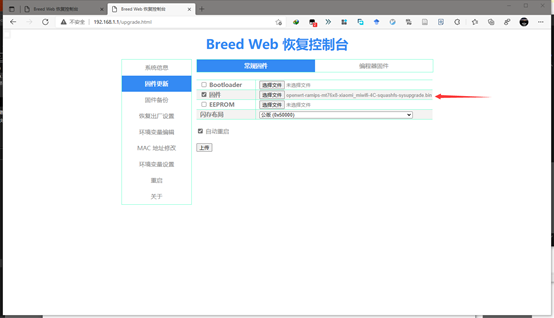 Breed Web 恢复控制台
Breed Web 恢复控制台
不安全 192.168.1.1/upgrade.html
Breed Web 恢复控制台
系统信息
固件更新
固件备份
恢复出厂设置
环境变量编辑
MAC 地址修改
环境变量设置
重启
关于
常规固件 编程器固件
Bootloader 选择文件 未选择文件
固件 选择文件 openwrt-ramips-mt76x8-xiaomi_miwifi-4C-squashfs-sysupgrade.bin
EEPROM 选择文件 未选择文件
闪存布局 公板 (0x50000)
自动重启
上传